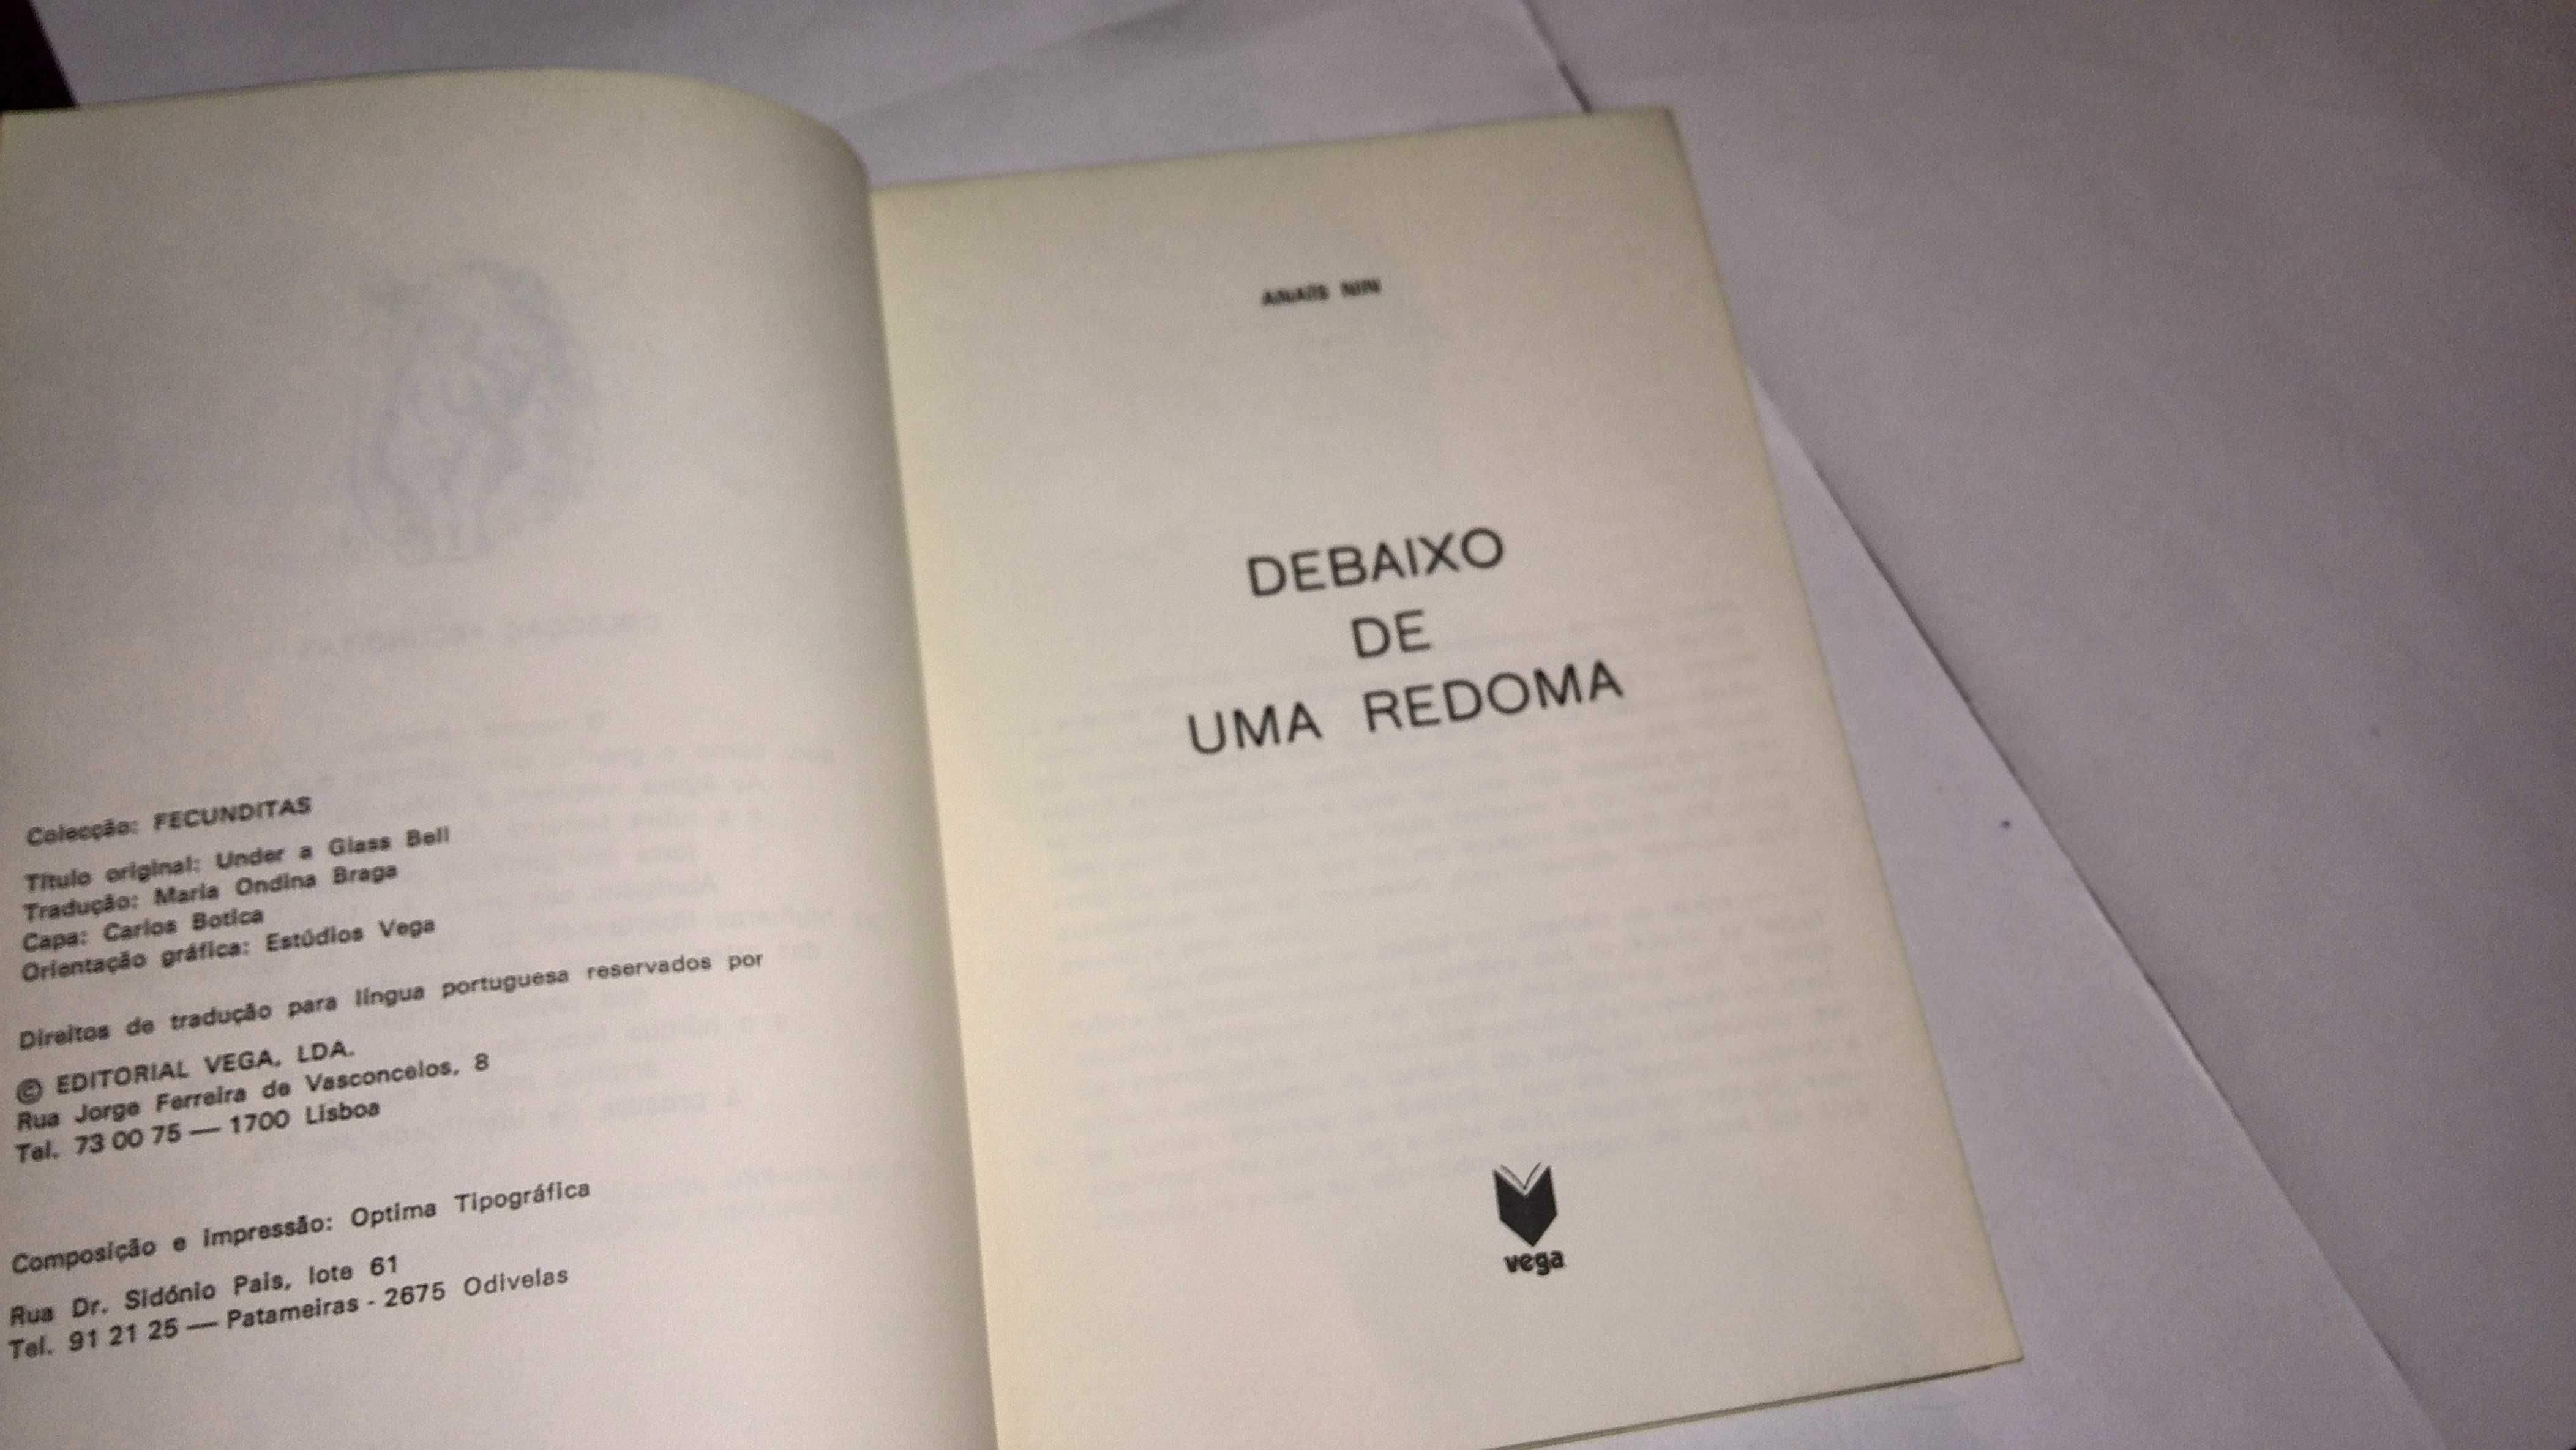 Colecção: FECUNDITAS
Título original: Under a Glass Bell
Tradução: Maria Ondina Braga
Capa: Carlos Botica
Orientação gráfica: Estúdios Vega
Direitos de tradução para língua portuguesa reservados por
© EDITORIAL VEGA, LDA.
Rua Jorge Ferreira de Vasconcelos, 8
Tel. 73 00 75 — 1700 Lisboa
Composição e impressão: Optima Tipográfica
Rua Dr. Sidónio Pais, lote 61
Tel. 91 21 25 — Patameiras - 2675 Odivelas
ANAÏS NIN
DEBAIXO
DE
UMA REDOMA
vega